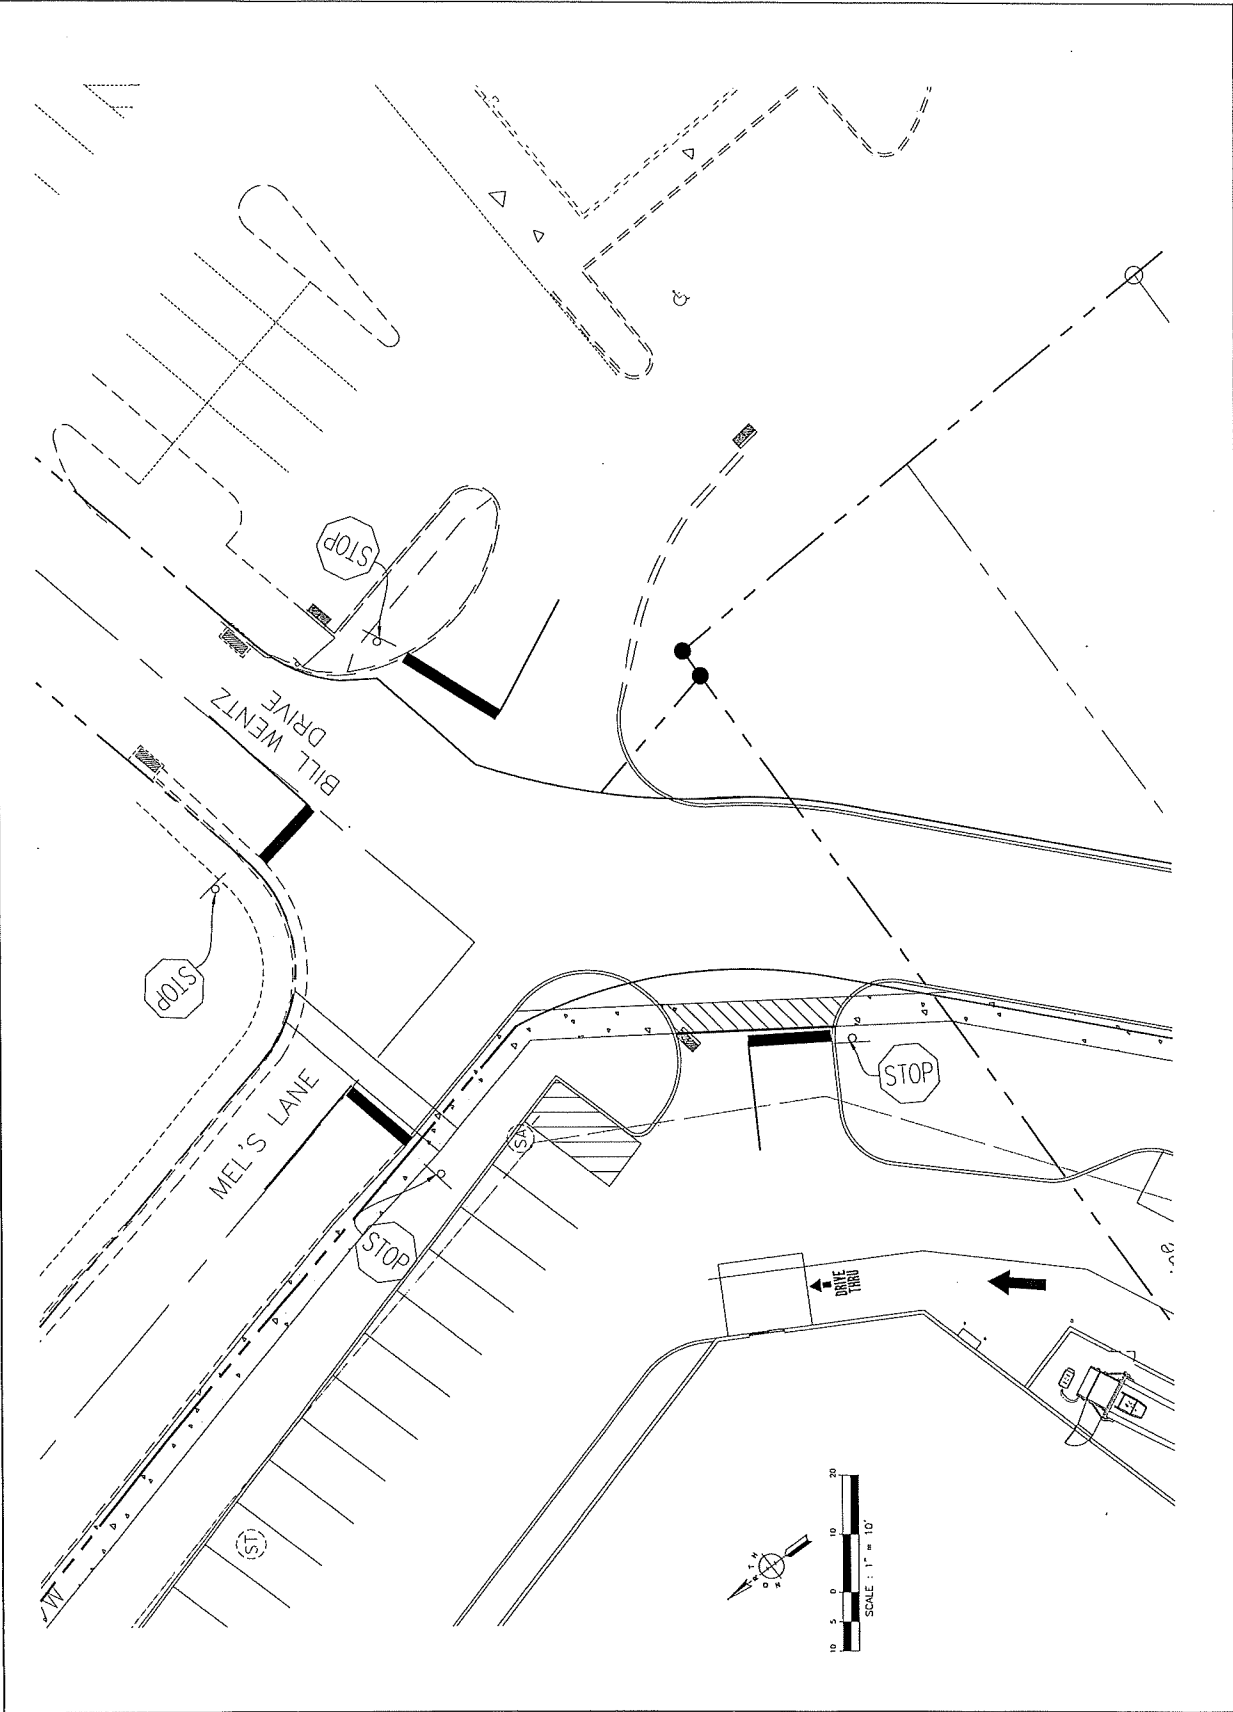 STOP
BILL WENTZ
DRIVE
STOP
MEL'S LANE
STOP
SA
STOP
DRIVE
THRU
ST
NORTH
10 5 0 10 20
SCALE : 1" = 10'